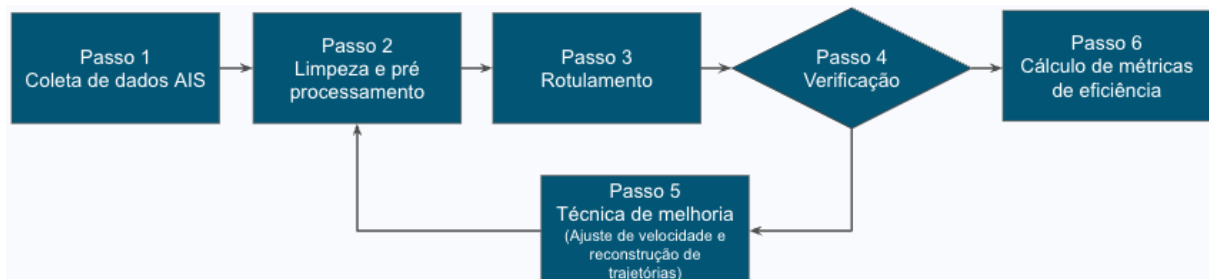 Passo 1
Coleta de dados AIS
Passo 2
Limpeza e pré
processamento
Passo 3
Rotulamento
Passo 4
Verificação
Passo 6
Cálculo de métricas
de eficiência
Passo 5
Técnica de melhoria
(Ajuste de velocidade e
reconstrução de
trajetórias)